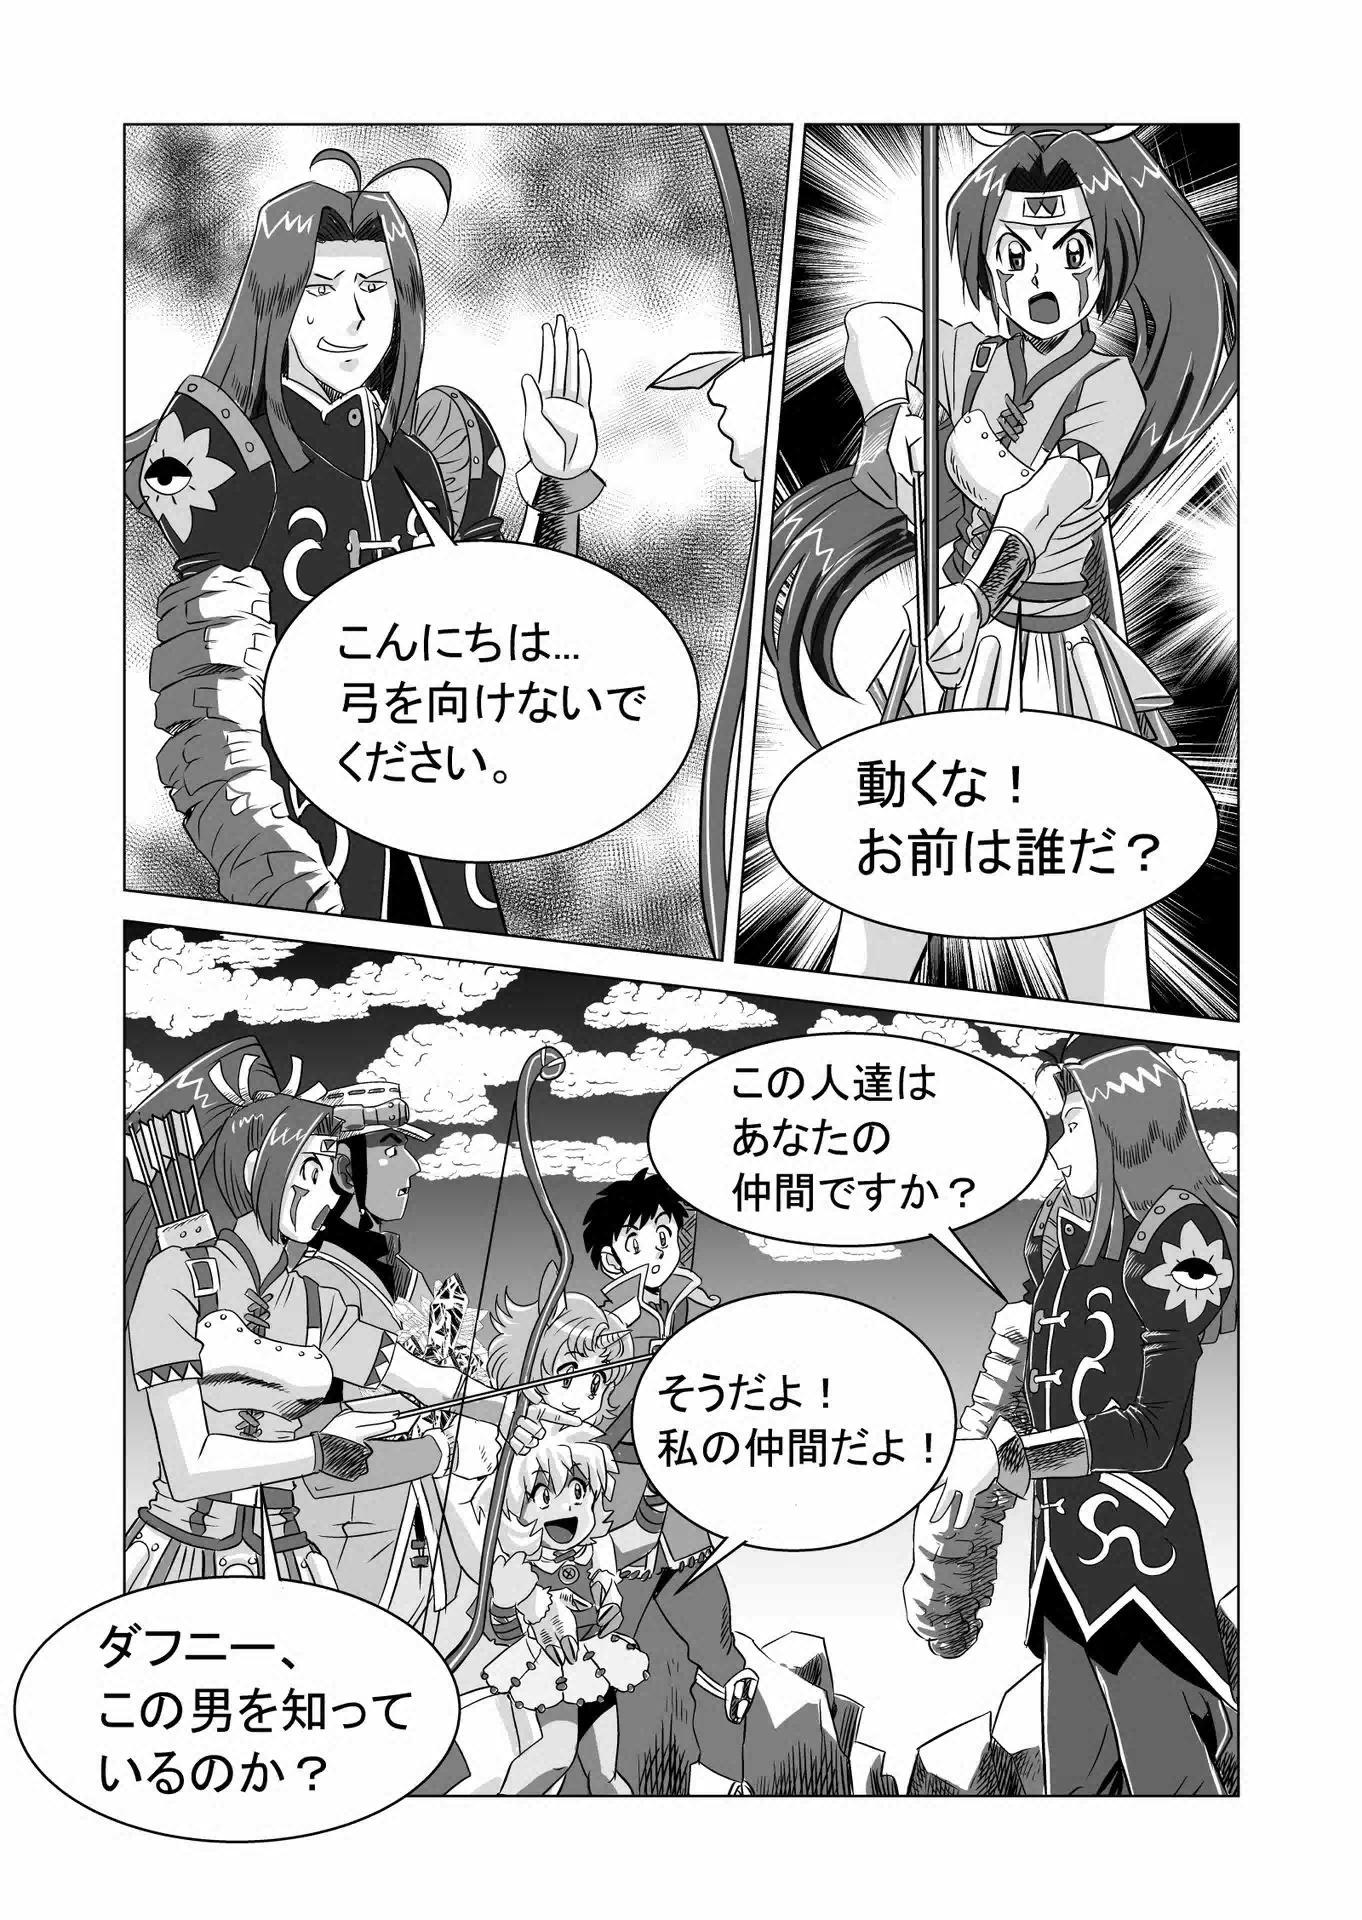 動くな！
お前は誰だ？
こんにちは...
弓を向けないで
ください。
この人達は
あなたの
仲間ですか？
そうだよ！
私の仲間だよ！
ダフニー、
この男を知って
いるのか？